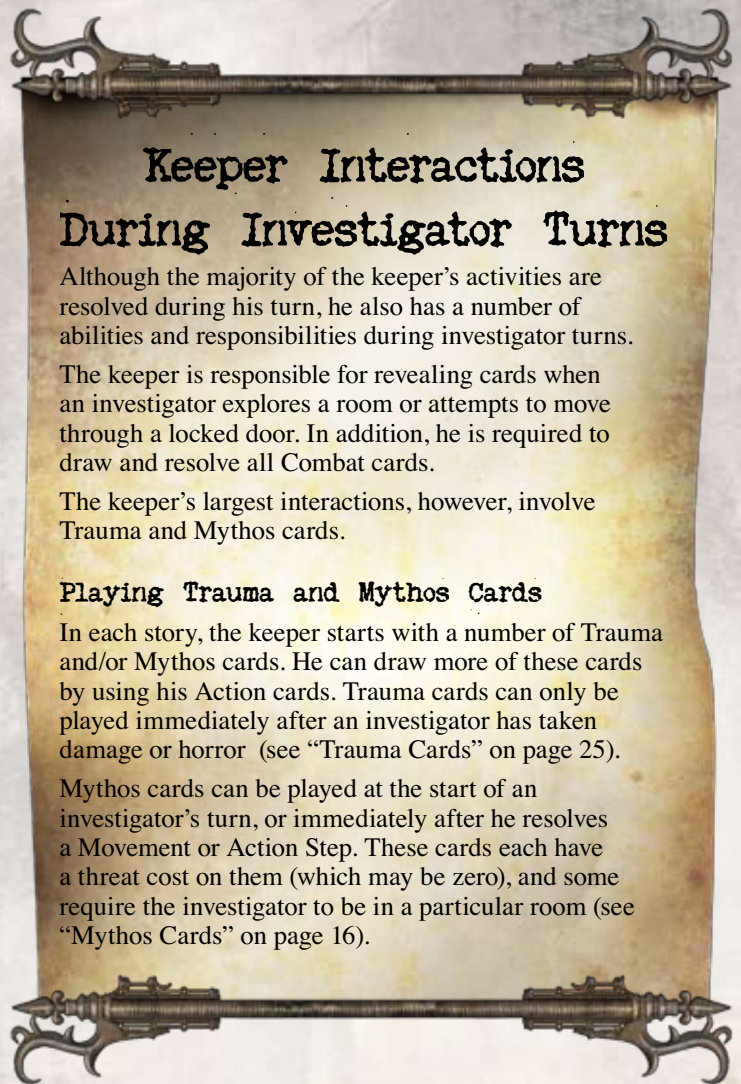 Keeper Interactions
During Investigator Turns
Although the majority of the keeper’s activities are
resolved during his turn, he also has a number of
abilities and responsibilities during investigator turns.
The keeper is responsible for revealing cards when
an investigator explores a room or attempts to move
through a locked door. In addition, he is required to
draw and resolve all Combat cards.
The keeper’s largest interactions, however, involve
Trauma and Mythos cards.
Playing Trauma and Mythos Cards
In each story, the keeper starts with a number of Trauma
and/or Mythos cards. He can draw more of these cards
by using his Action cards. Trauma cards can only be
played immediately after an investigator has taken
damage or horror (see “Trauma Cards” on page 25).
Mythos cards can be played at the start of an
investigator’s turn, or immediately after he resolves
a Movement or Action Step. These cards each have
a threat cost on them (which may be zero), and some
require the investigator to be in a particular room (see
“Mythos Cards” on page 16).